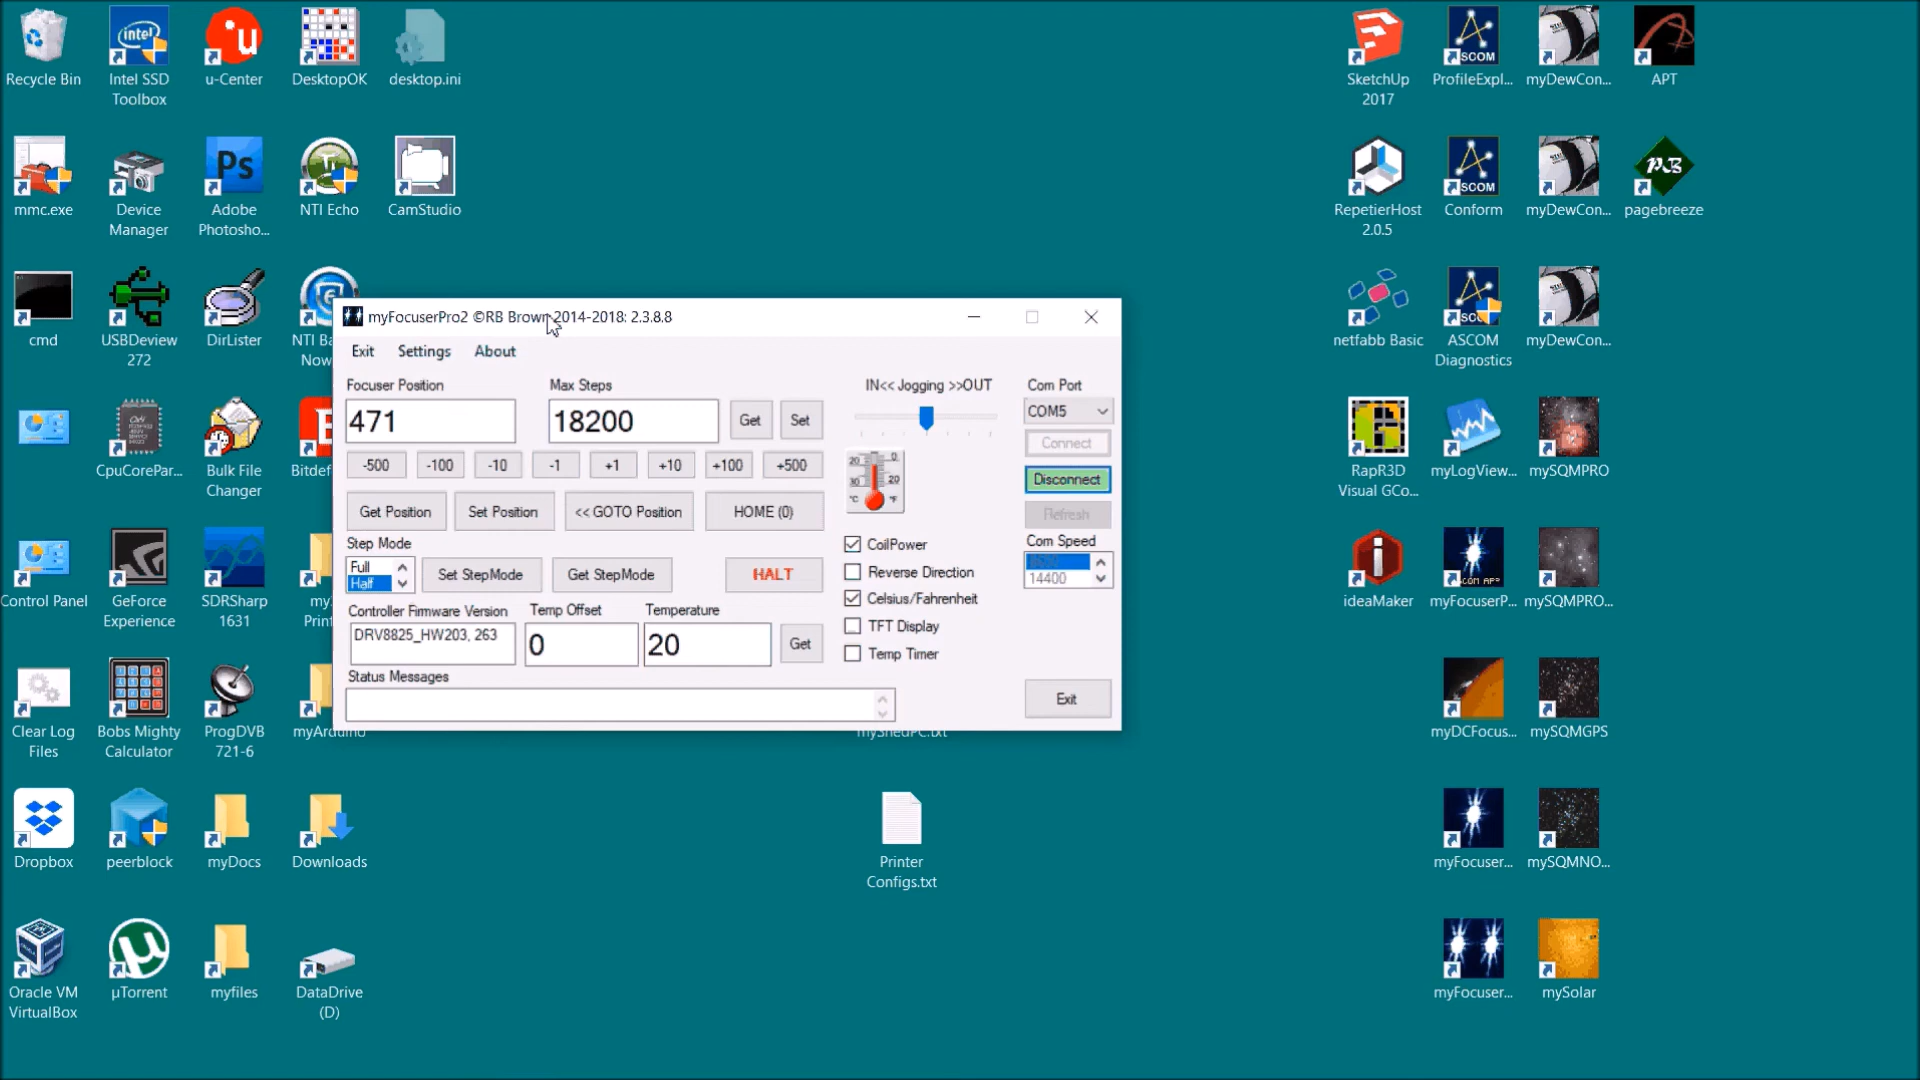 Recycle Bin
Intel SSD
Toolbox
u-Center
DesktopOK
desktop.ini
SketchUp
2017
ProfileExpl...
myDewCon...
APT
mmc.exe
Device
Manager
Adobe
Photosho...
NTI Echo
CamStudio
RepetierHost
2.0.5
Conform
myDewCon...
pagebreeze
cmd
USBDeview
272
DirLister
netfabb Basic
ASCOM
Diagnostics
myDewCon...
myFocuserPro2 ©RB Brown 2014-2018: 2.3.8.8
Exit Settings About
Focuser Position
Max Steps
IN<< Jogging >>OUT
Com Port
471
18200
Get
Set
COM5
Connect
-500
-100
-10
-1
+1
+10
+100
+500
Disconnect
Get Position
Set Position
<< GOTO Position
HOME (0)
Refresh
Step Mode
CoilPower
Com Speed
Full
Half
Set StepMode
Get StepMode
HALT
Reverse Direction
14400
Celsius/Fahrenheit
Controller Firmware Version
Temp Offset
Temperature
DRV8825_HW203, 263
0
20
Get
TFT Display
Temp Timer
Status Messages
Exit
CpuCorePar...
Bulk File
Changer
RapR3D
Visual GCo...
myLogView...
mySQMPRO
Control Panel
GeForce
Experience
SDRSharp
1631
ideaMaker
myFocuserP...
mySQMPRO...
Clear Log
Files
Bobs Mighty
Calculator
ProgDVB
721-6
myArduino
myShedPC.txt
myDCFocus...
mySQMGPS
Dropbox
peerblock
myDocs
Downloads
Printer
Configs.txt
myFocuser...
mySQMNO...
Oracle VM
VirtualBox
µTorrent
myfiles
DataDrive
(D)
myFocuser...
mySolar